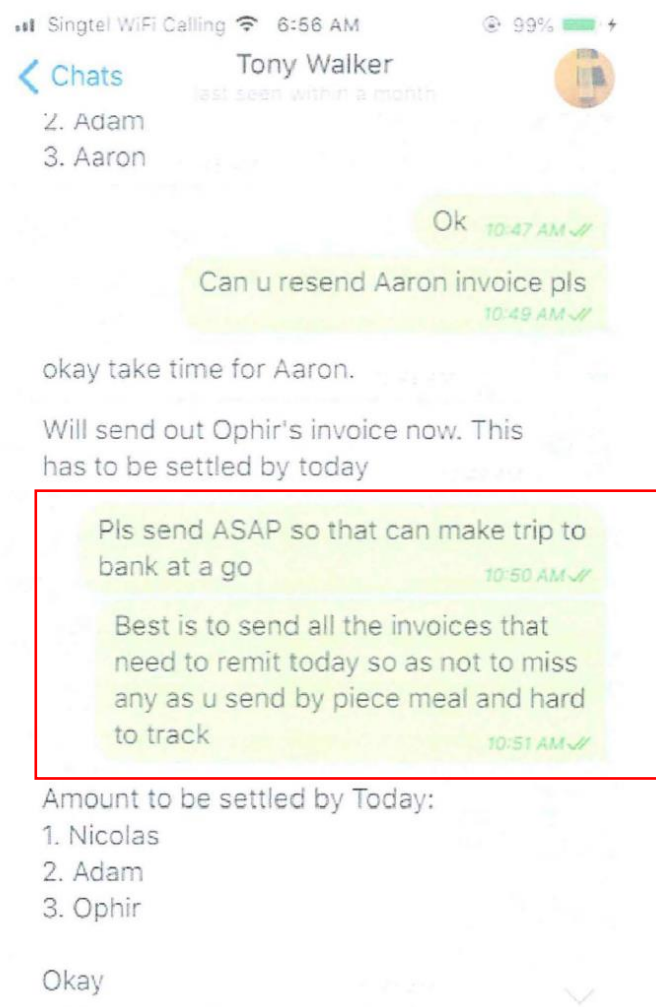 Singtel WiFi Calling 6:56 AM 99%
Chats
Tony Walker
last seen within a month
2. Adam
3. Aaron
Ok 10:47 AM
Can u resend Aaron invoice pls
10:49 AM
okay take time for Aaron.
Will send out Ophir's invoice now. This
has to be settled by today
Pls send ASAP so that can make trip to
bank at a go 10:50 AM
Best is to send all the invoices that
need to remit today so as not to miss
any as u send by piece meal and hard
to track 10:51 AM
Amount to be settled by Today:
1. Nicolas
2. Adam
3. Ophir
Okay